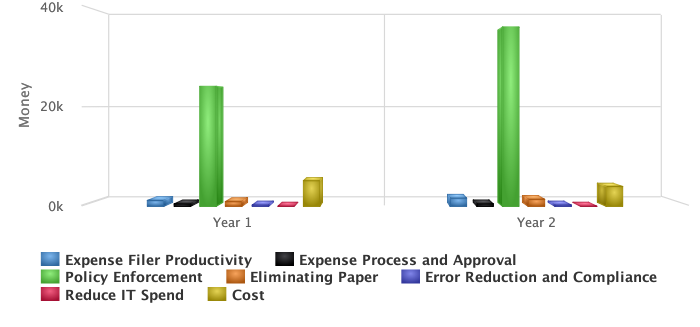 40k
20k
0k
Money
Year 1 Year 2
Expense Filer Productivity Expense Process and Approval
Policy Enforcement Eliminating Paper Error Reduction and Compliance
Reduce IT Spend Cost